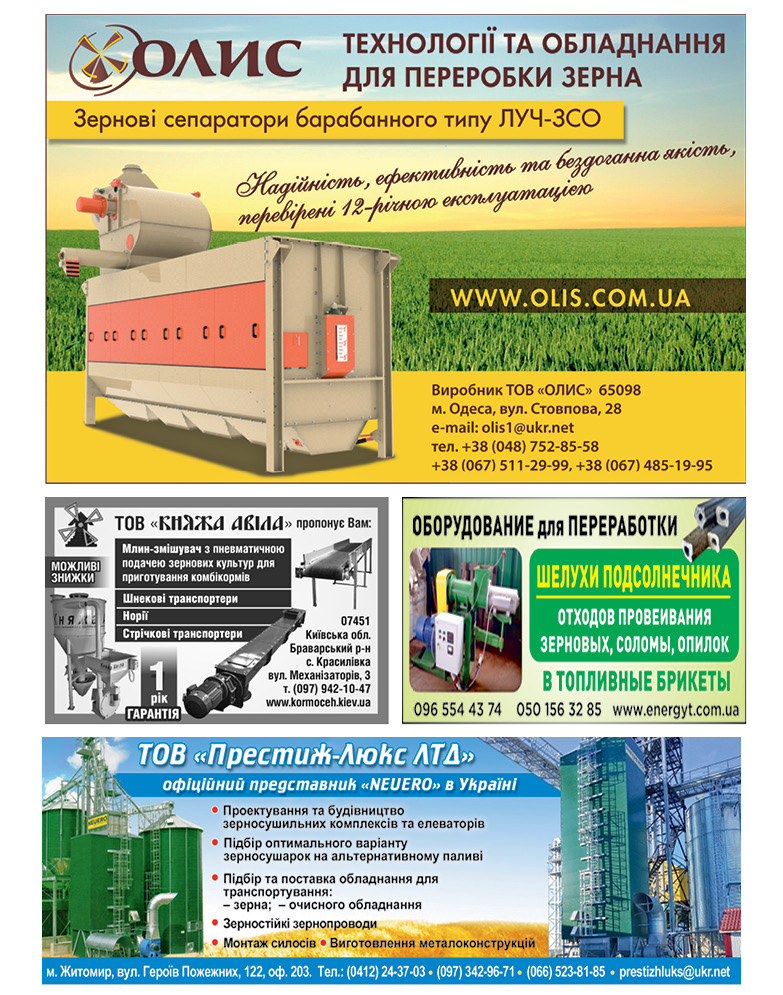 ОЛИС
ТЕХНОЛОГІЇ ТА ОБЛАДНАННЯ
ДЛЯ ПЕРЕРОБКИ ЗЕРНА
Зернові сепаратори барабанного типу ЛУЧ-ЗСО
Надійність, ефективність та бездоганна якість,
перевірені 12-річною експлуатацією
WWW.OLIS.COM.UA
Виробник ТОВ «ОЛИС» 65098
м. Одеса, вул. Стовпова, 28
e-mail: olis1@ukr.net
тел. +38 (048) 752-85-58
+38 (067) 511-29-99, +38 (067) 485-19-95
ТОВ «КНЯЖА АВІЛА» пропонує Вам:
МОЖЛИВІ
ЗНИЖКИ
Млин-змішувач з пневматичною
подачею зернових культур для
приготування комбікормів
Шнекові транспортери
Норії
Стрічкові транспортери
КНЯЖА
1
рік
ГАРАНТІЯ
07451
Київська обл.
Браварський р-н
с. Красилівка
вул. Механізаторів, 3
т. (097) 942-10-47
www.kormoceh.kiev.ua
ОБОРУДОВАНИЕ для ПЕРЕРАБОТКИ
ШЕЛУХИ ПОДСОЛНЕЧНИКА
ОТХОДОВ ПРОВЕИВАНИЯ
ЗЕРНОВЫХ, СОЛОМЫ, ОПИЛОК
В ТОПЛИВНЫЕ БРИКЕТЫ
096 554 43 74 050 156 32 85 www.energyt.com.ua
ТОВ «Престиж-Люкс ЛТД»
офіційний представник «NEUERO» в Україні
NEUERO
• Проектування та будівництво
зерносушильних комплексів та елеваторів
• Підбір оптимального варіанту
зерносушарок на альтернативному паливі
• Підбір та поставка обладнання для
транспортування:
– зерна; – очисного обладнання
• Зерностійкі зернопроводи
• Монтаж силосів • Виготовлення металоконструкцій
м. Житомир, вул. Героїв Пожежних, 122, оф. 203. Тел.: (0412) 24-37-03 • (097) 342-96-71 • (066) 523-81-85 • prestizhluks@ukr.net